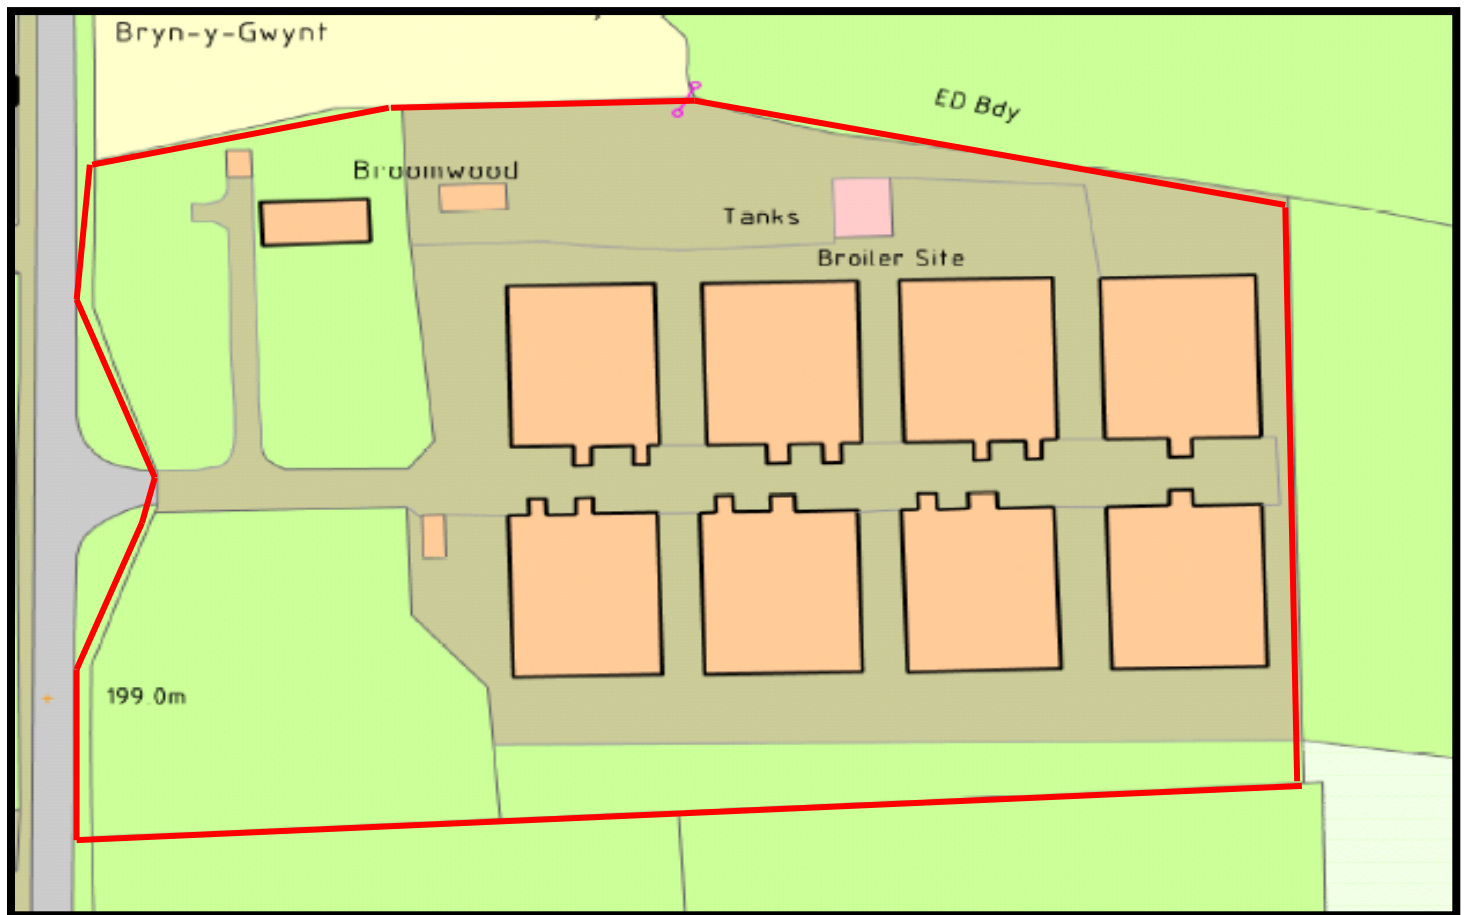 Bryn-y-Gwynt
ED Bdy
Broomwood
Tanks
Broiler Site
199.0m